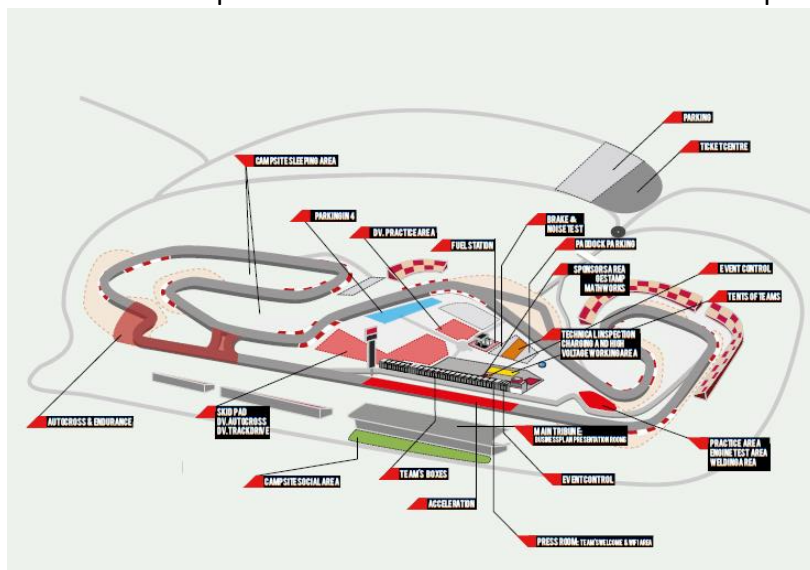 PARKING
TICKET CENTRE
CAMPSITE SLEEPING AREA
PARKING IN 4
DV. PRACTICE AREA
FUEL STATION
BRAKE &
NOISE TEST
PADDOCK PARKING
SPONSORS AREA
GESTAMP
MATHWORKS
EVENT CONTROL
TENTS OF TEAMS
TECHNICAL INSPECTION
CHARGING AND HIGH
VOLTAGE WORKING AREA
AUTOCROSS & ENDURANCE
SKID PAD
DV. AUTOCROSS
DV. TRACKDRIVE
CAMPSITE SOCIAL AREA
TEAM'S BOXES
ACCELERATION
MAIN TRIBUNE:
BUSINESS PLAN PRESENTATION ROOMS
EVENT CONTROL
PRACTICE AREA
ENGINE TEST AREA
WELDING AREA
PRESS ROOM: TEAM'S WELCOME & WIFI AREA